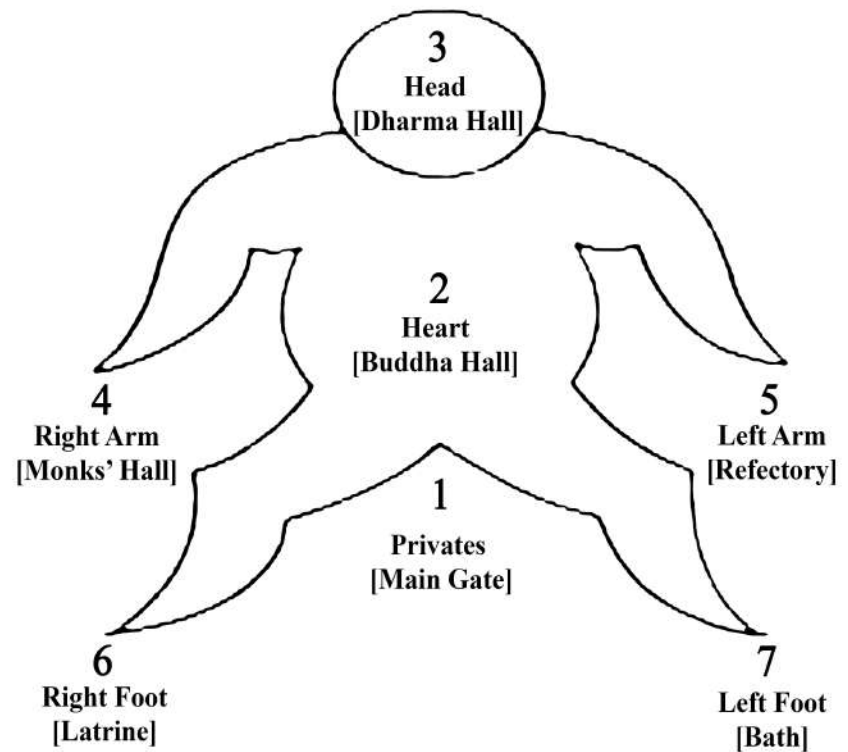 3
Head
[Dharma Hall]
2
Heart
[Buddha Hall]
4
Right Arm
[Monks’ Hall]
5
Left Arm
[Refectory]
1
Privates
[Main Gate]
6
Right Foot
[Latrine]
7
Left Foot
[Bath]